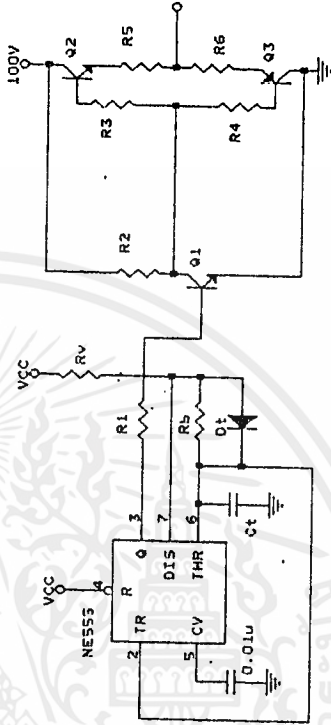 100V
Q2
R5
R3
R6
Q3
R4
R2
Q1
VCC
Rv
R1
Rb
Dt
VCC
NE555
4
R
3
Q
2
TR
7
DIS
6
THR
5
CV
Ct
0.01u